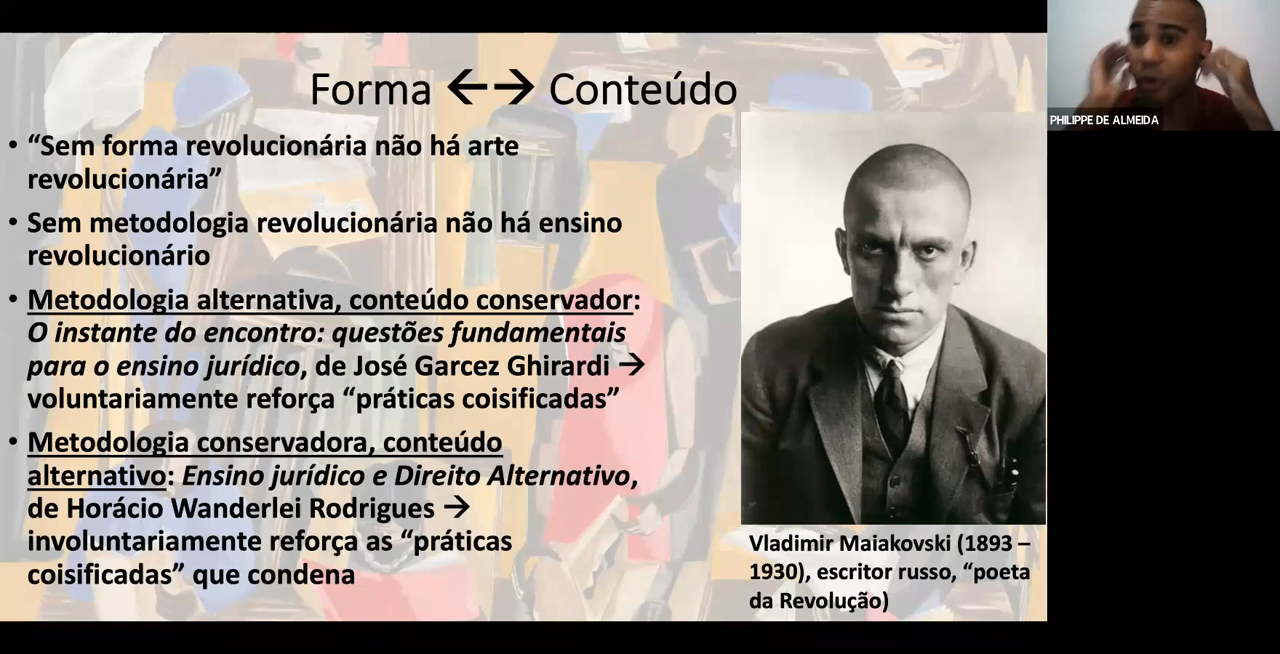 Forma ←→ Conteúdo
• “Sem forma revolucionária não há arte
revolucionária”
• Sem metodologia revolucionária não há ensino
revolucionário
• Metodologia alternativa, conteúdo conservador:
O instante do encontro: questões fundamentais
para o ensino jurídico, de José Garcez Ghirardi →
voluntariamente reforça “práticas coisificadas”
• Metodologia conservadora, conteúdo
alternativo: Ensino jurídico e Direito Alternativo,
de Horácio Wanderlei Rodrigues →
involuntariamente reforça as “práticas
coisificadas” que condena
Vladimir Maiakovski (1893 –
1930), escritor russo, “poeta
da Revolução)
PHILIPPE DE ALMEIDA